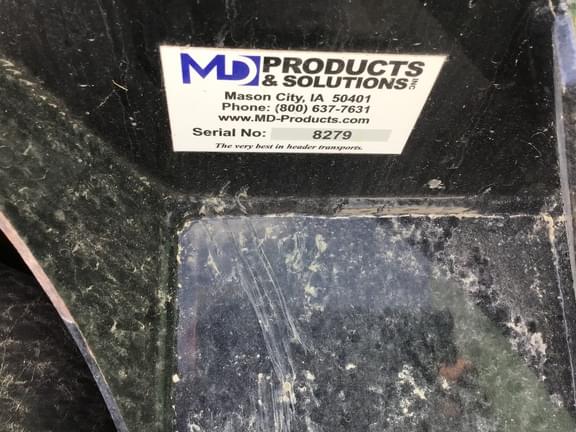 MD PRODUCTS
& SOLUTIONS INC
Mason City, IA 50401
Phone: (800) 637-7631
www.MD-Products.com
Serial No: 8279
The very best in header transports.